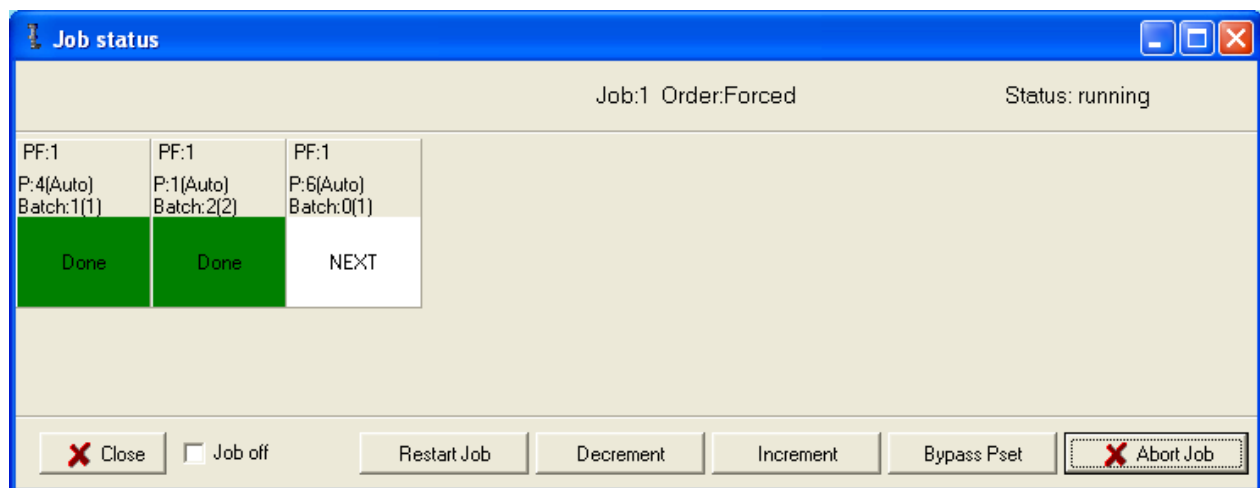 Job status
Job:1 Order:Forced Status: running
PF:1 PF:1 PF:1
P:4(Auto) P:1(Auto) P:6(Auto)
Batch:1(1) Batch:2(2) Batch:0(1)
Done Done NEXT
Close Job off Restart Job Decrement Increment Bypass Pset Abort Job